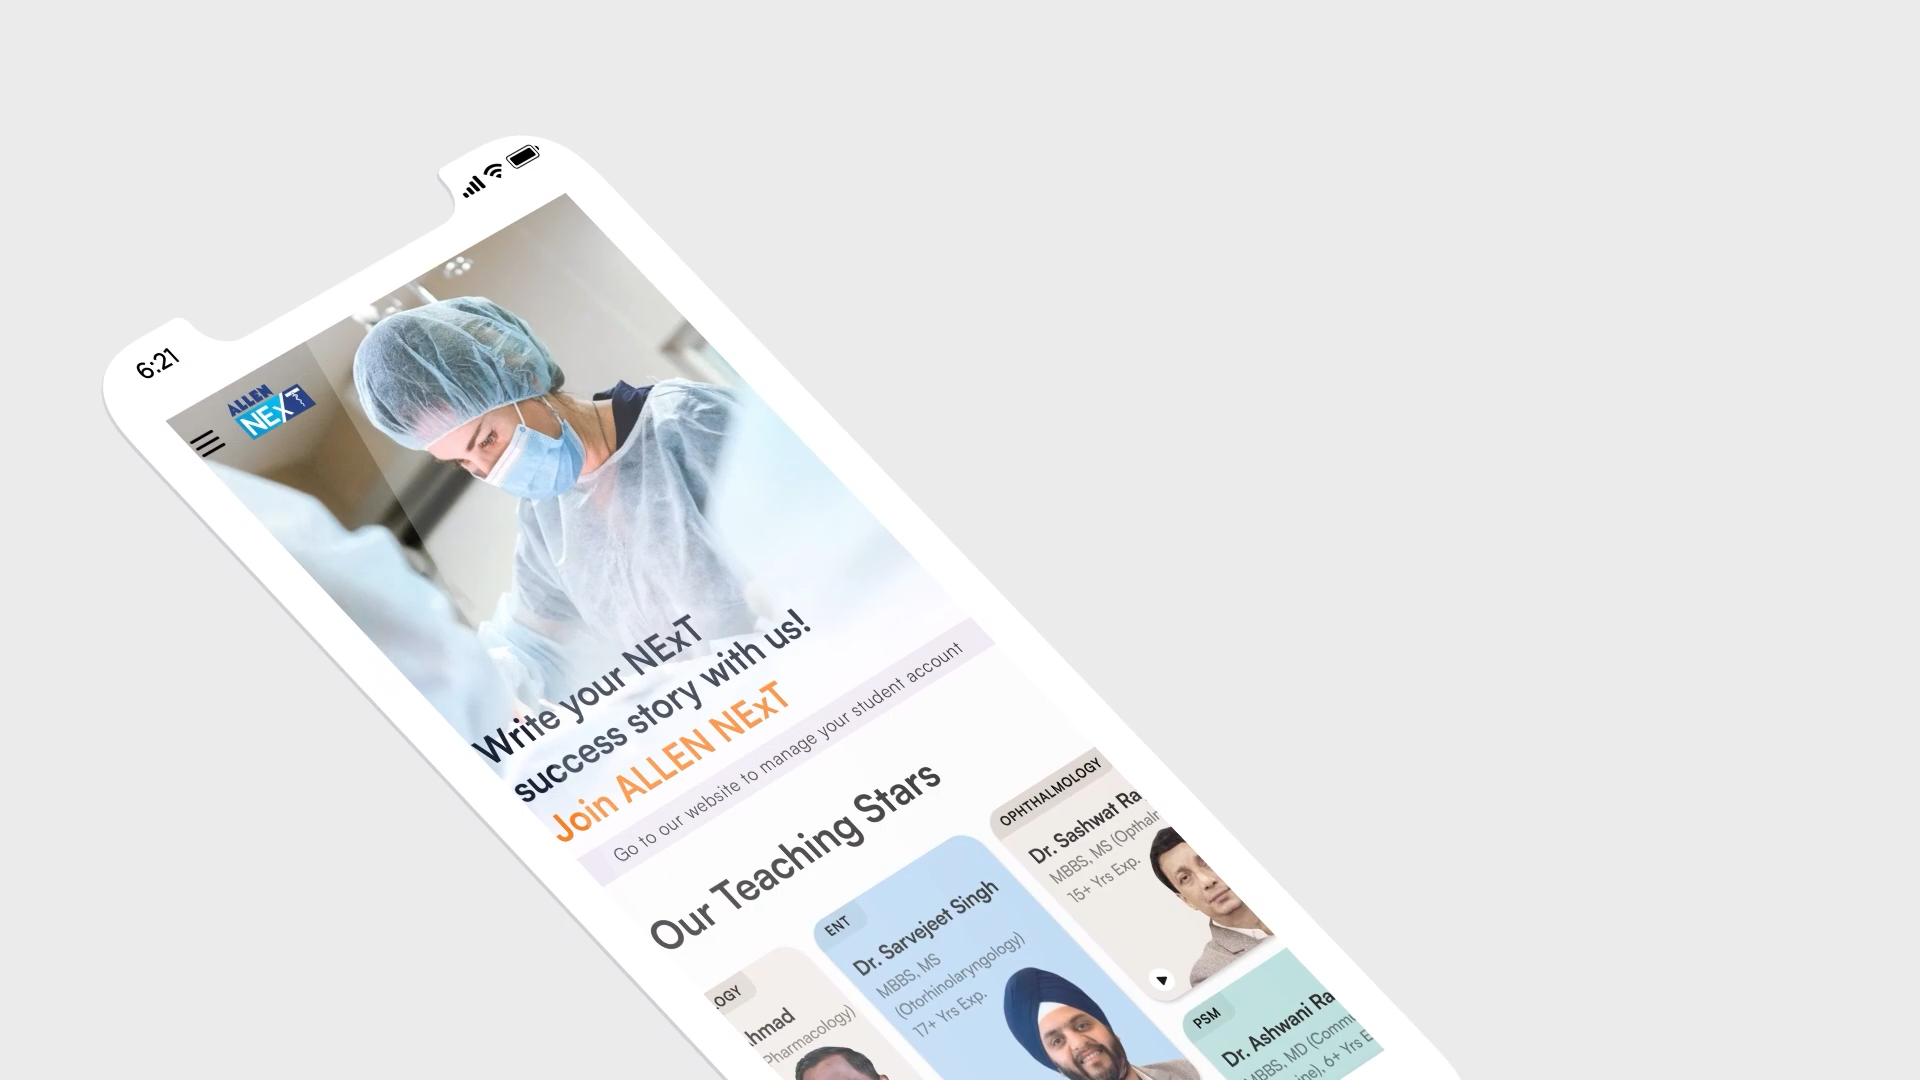 6:21
ALLEN
NEXT
Write your NExT
success story with us!
Join ALLEN NExT
Go to our website to manage your student account
Our Teaching Stars
OPHTHALMOLOGY
Dr. Sashwat Ra
MBBS, MS (Opthalm
15+ Yrs Exp.
ENT
Dr. Sarvejeet Singh
MBBS, MS
(Otorhinolaryngology)
17+ Yrs Exp.
OGY
hmad
Pharmacology)
PSM
Dr. Ashwani Ra
MBBS, MD (Comm
ine), 6+ Yrs E